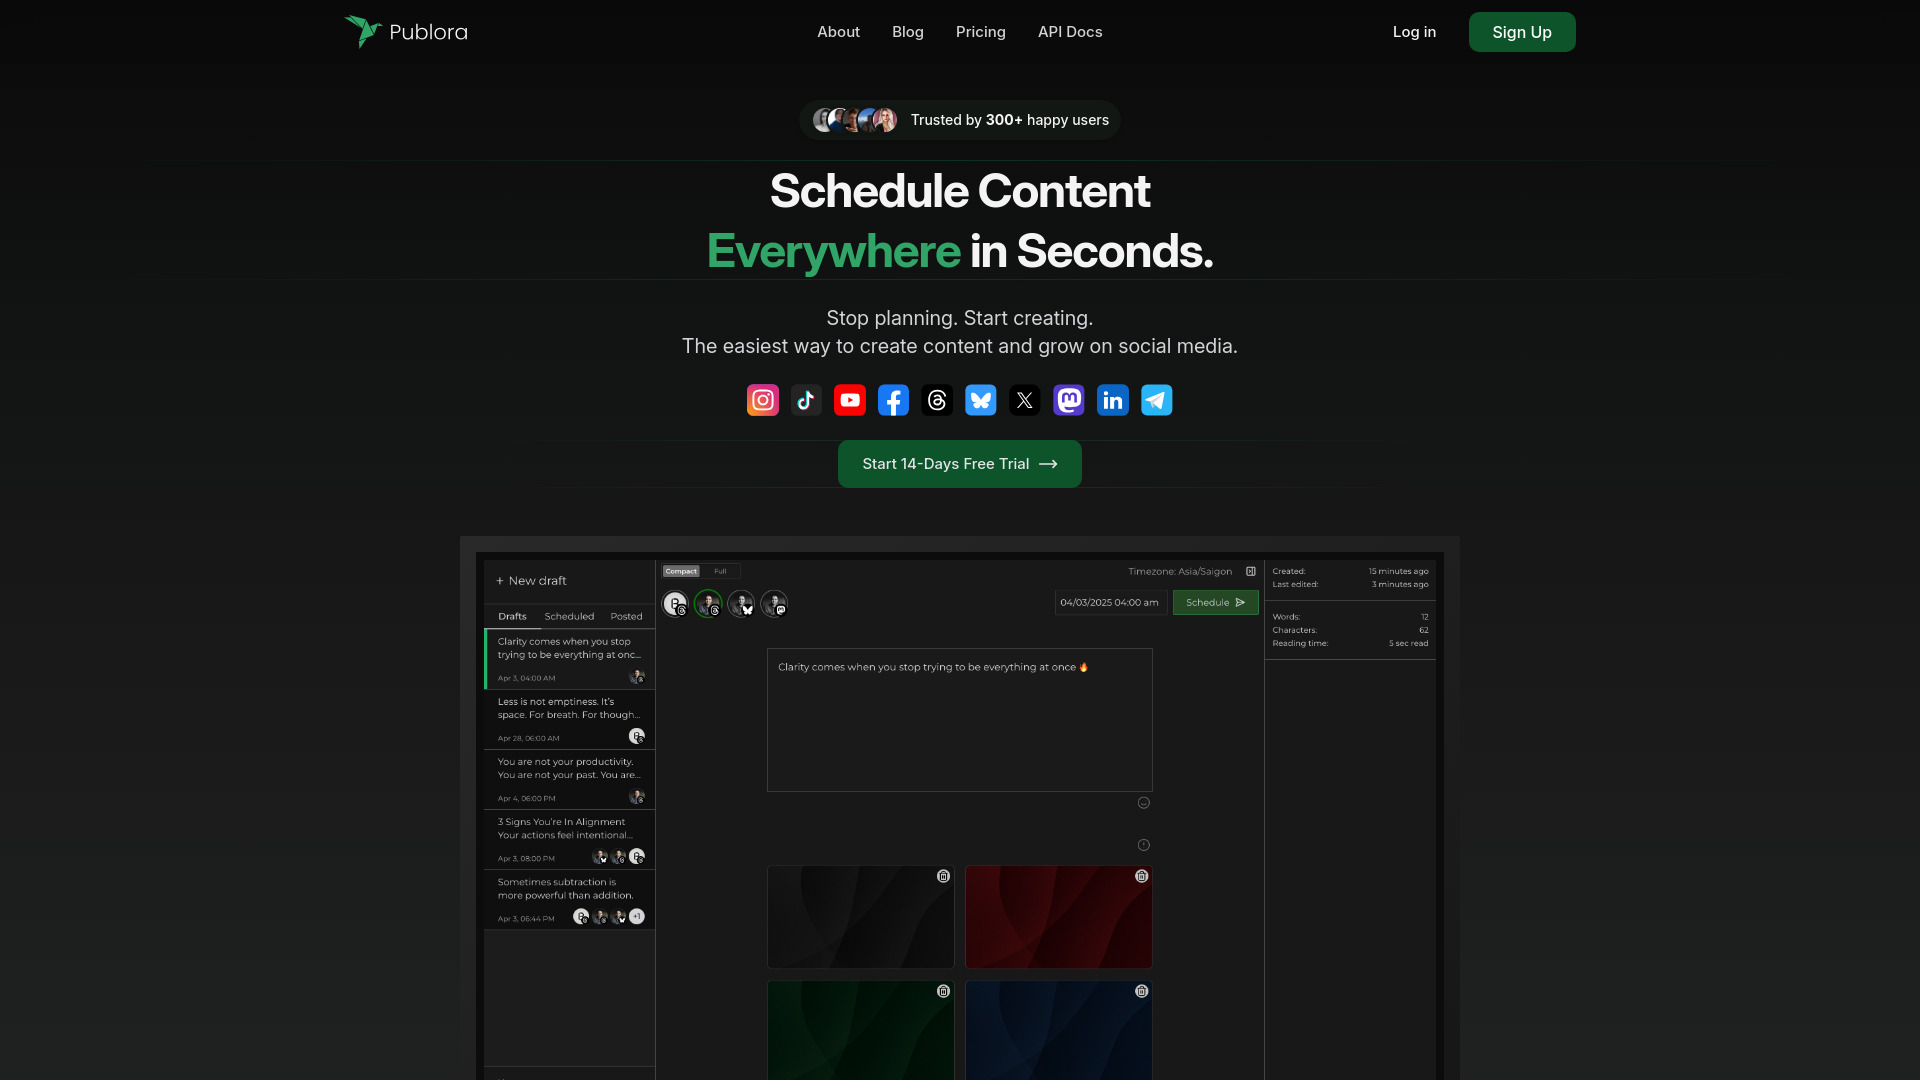 Publora
About
Blog
Pricing
API Docs
Log in
Sign Up
Trusted by 300+ happy users
Schedule Content
Everywhere in Seconds.
Stop planning. Start creating.
The easiest way to create content and grow on social media.
Start 14-Days Free Trial
+ New draft
Drafts
Scheduled
Posted
Clarity comes when you stop
trying to be everything at onc...
Apr 3, 04:00 AM
Less is not emptiness. It's
space. For breath. For though...
Apr 28, 06:00 AM
You are not your productivity.
You are not your past. You are...
Apr 4, 06:00 PM
3 Signs You're In Alignment
Your actions feel intentional...
Apr 3, 08:00 PM
Sometimes subtraction is
more powerful than addition.
Apr 3, 06:44 PM
+1
Compact
Full
Timezone: Asia/Saigon
04/03/2025 04:00 am
Schedule
Clarity comes when you stop trying to be everything at once 🔥
Created: 15 minutes ago
Last edited: 3 minutes ago
Words: 12
Characters: 62
Reading time: 5 sec read